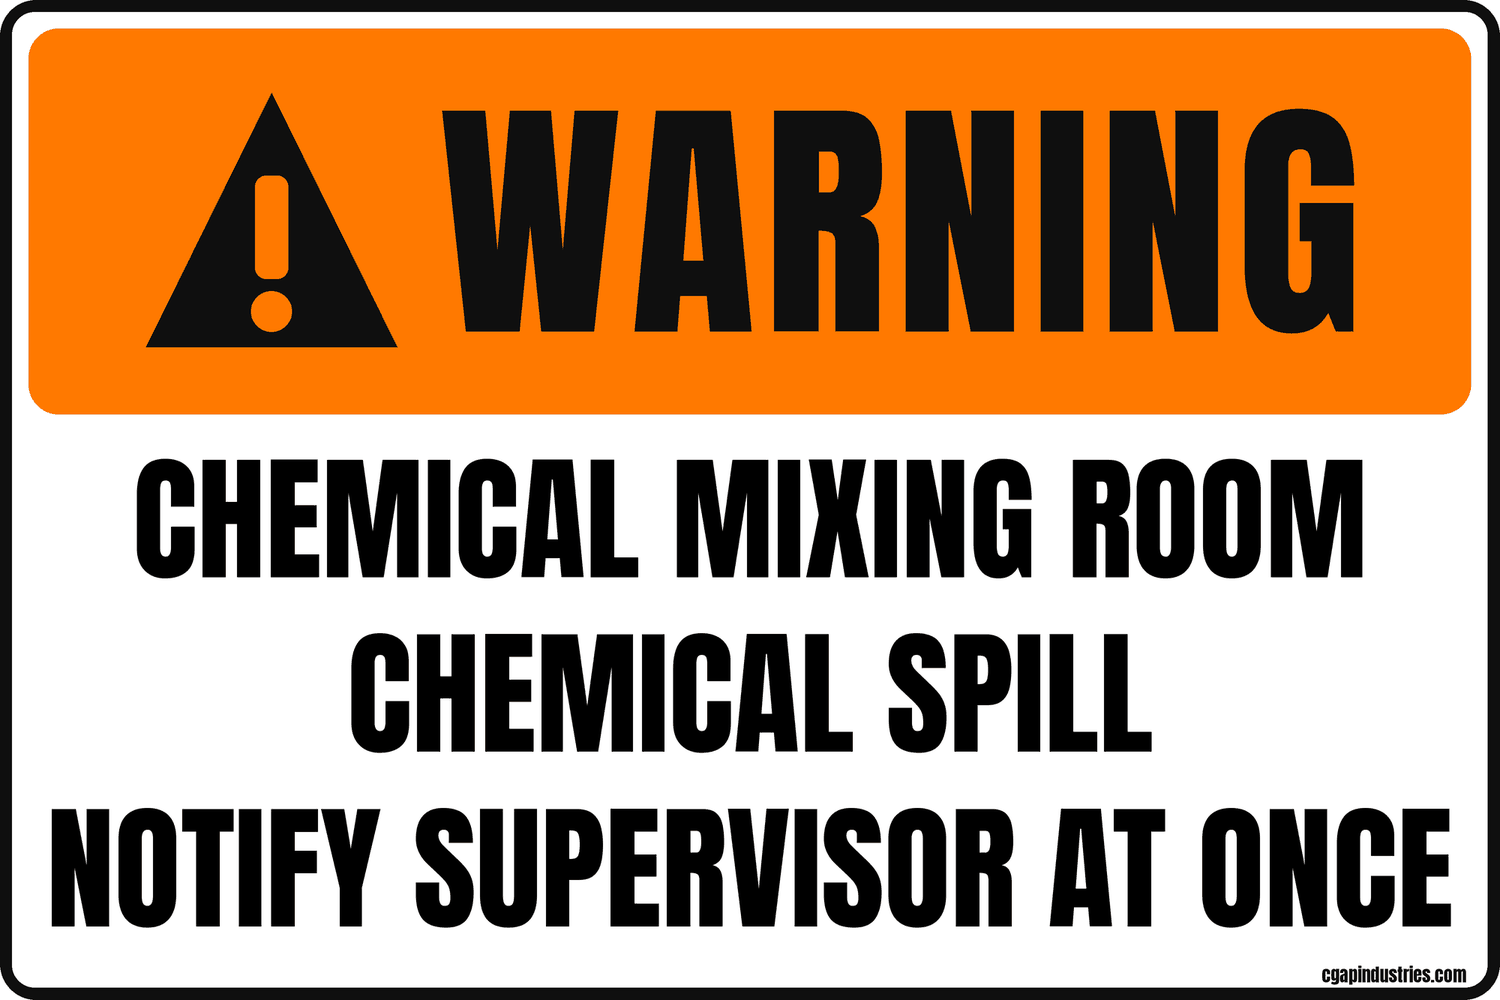 WARNING
CHEMICAL MIXING ROOM
CHEMICAL SPILL
NOTIFY SUPERVISOR AT ONCE
cgapindustries.com